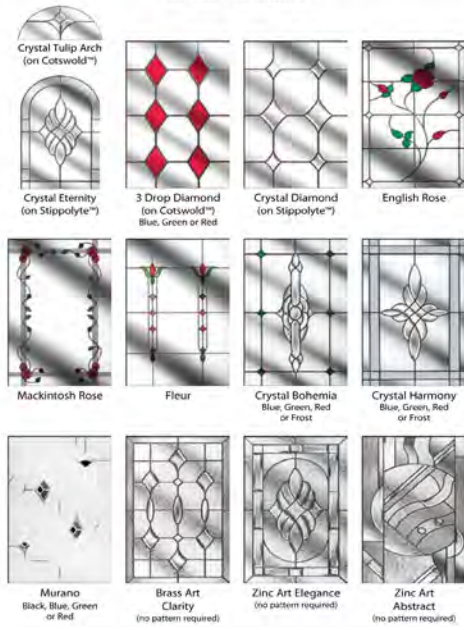 Crystal Tulip Arch
(on Cotswold™)
Crystal Eternity
(on Stippolyte™)
3 Drop Diamond
(on Cotswold™)
Blue, Green or Red
Crystal Diamond
(on Stippolyte™)
English Rose
Mackintosh Rose
Fleur
Crystal Bohemia
Blue, Green, Red
or Frost
Crystal Harmony
Blue, Green, Red
or Frost
Murano
Black, Blue, Green
or Red
Brass Art
Clarity
(no pattern required)
Zinc Art Elegance
(no pattern required)
Zinc Art
Abstract
(no pattern required)